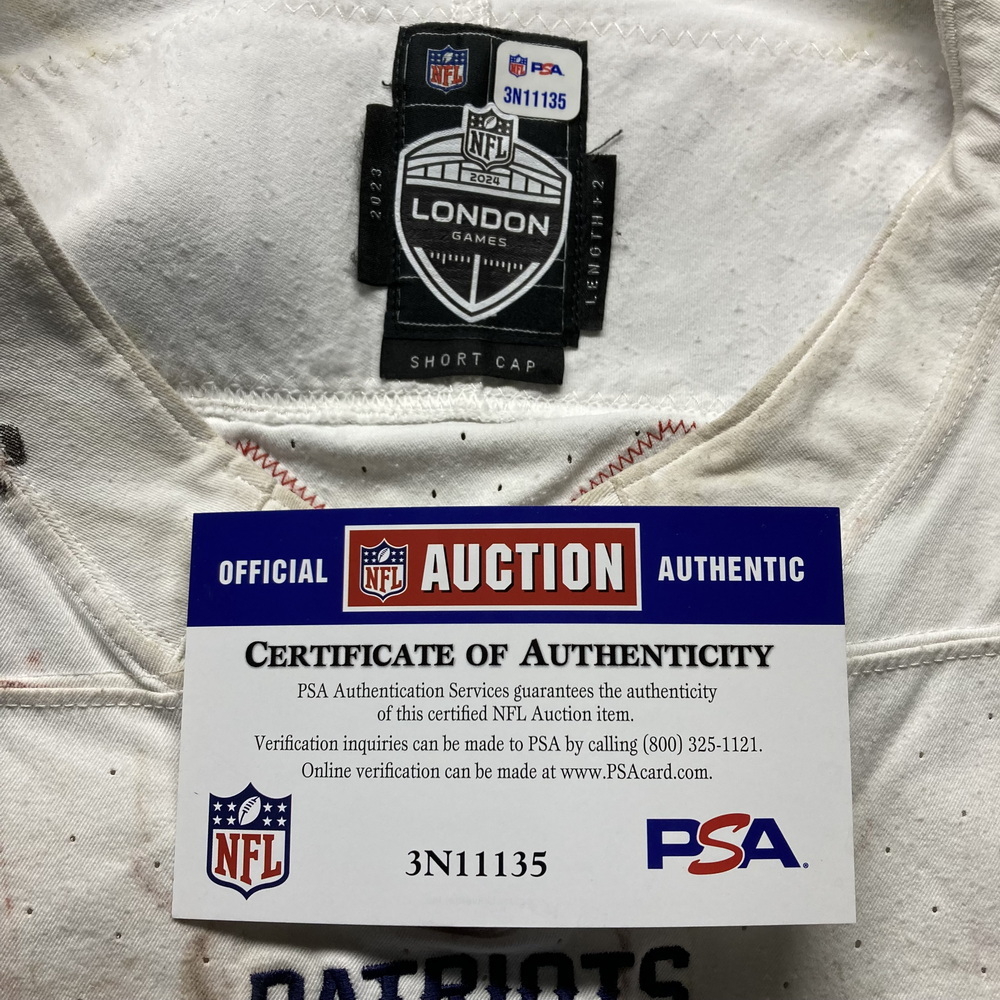 NFL
NFL PSA
3N11135
NFL
2024
LONDON
GAMES
2023
LENGTH+2
SHORT CAP
OFFICIAL NFL AUCTION AUTHENTIC
CERTIFICATE OF AUTHENTICITY
PSA Authentication Services guarantees the authenticity
of this certified NFL Auction item.
Verification inquiries can be made to PSA by calling (800) 325-1121.
Online verification can be made at www.PSAcard.com.
NFL
3N11135
PSA.
PATRIOTS